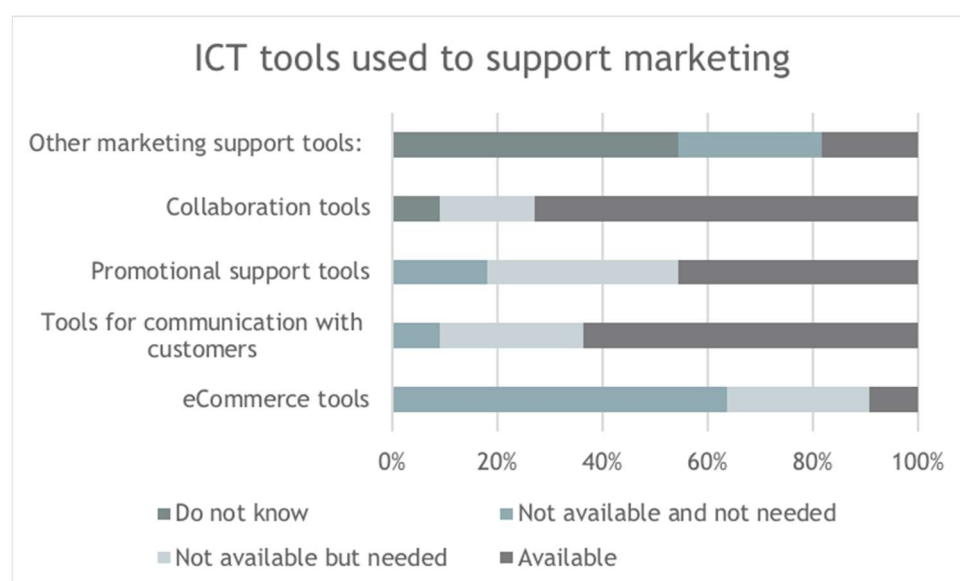 ICT tools used to support marketing
Other marketing support tools:
Collaboration tools
Promotional support tools
Tools for communication with
customers
eCommerce tools
0% 20% 40% 60% 80% 100%
Do not know Not available and not needed
Not available but needed Available